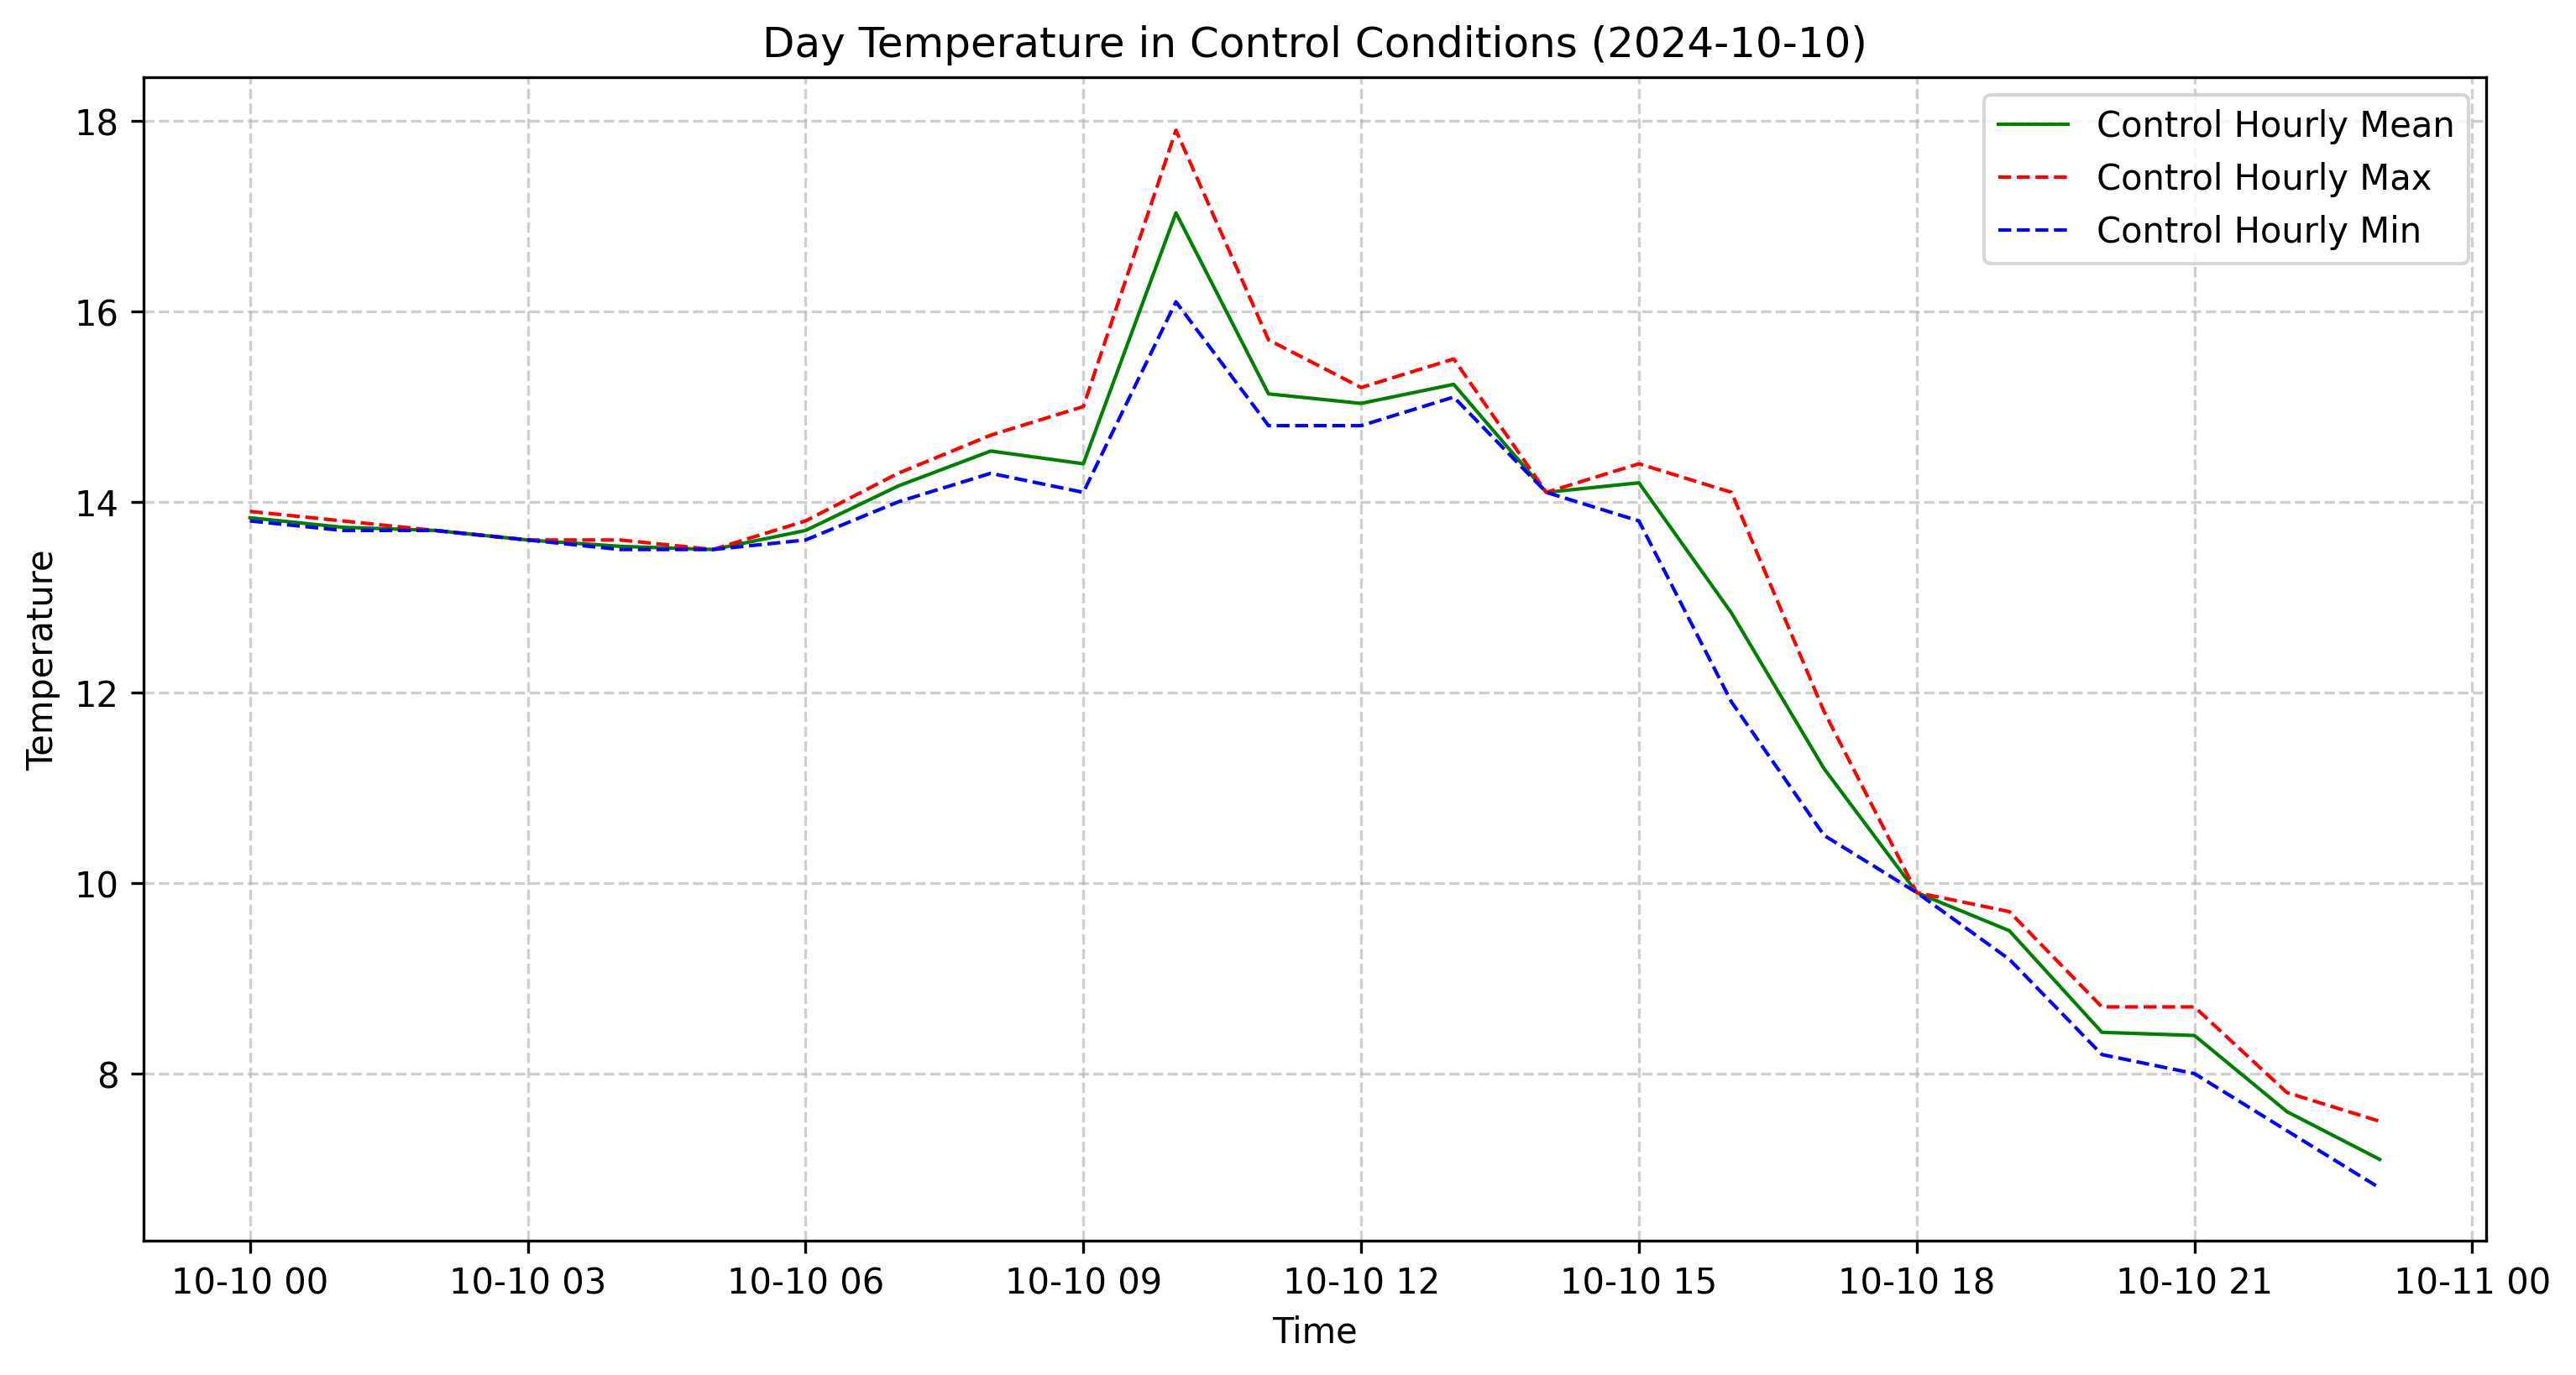 Day Temperature in Control Conditions (2024-10-10)
Control Hourly Mean
Control Hourly Max
Control Hourly Min
Temperature
18
16
14
12
10
8
10-10 00
10-10 03
10-10 06
10-10 09
10-10 12
10-10 15
10-10 18
10-10 21
10-11 00
Time